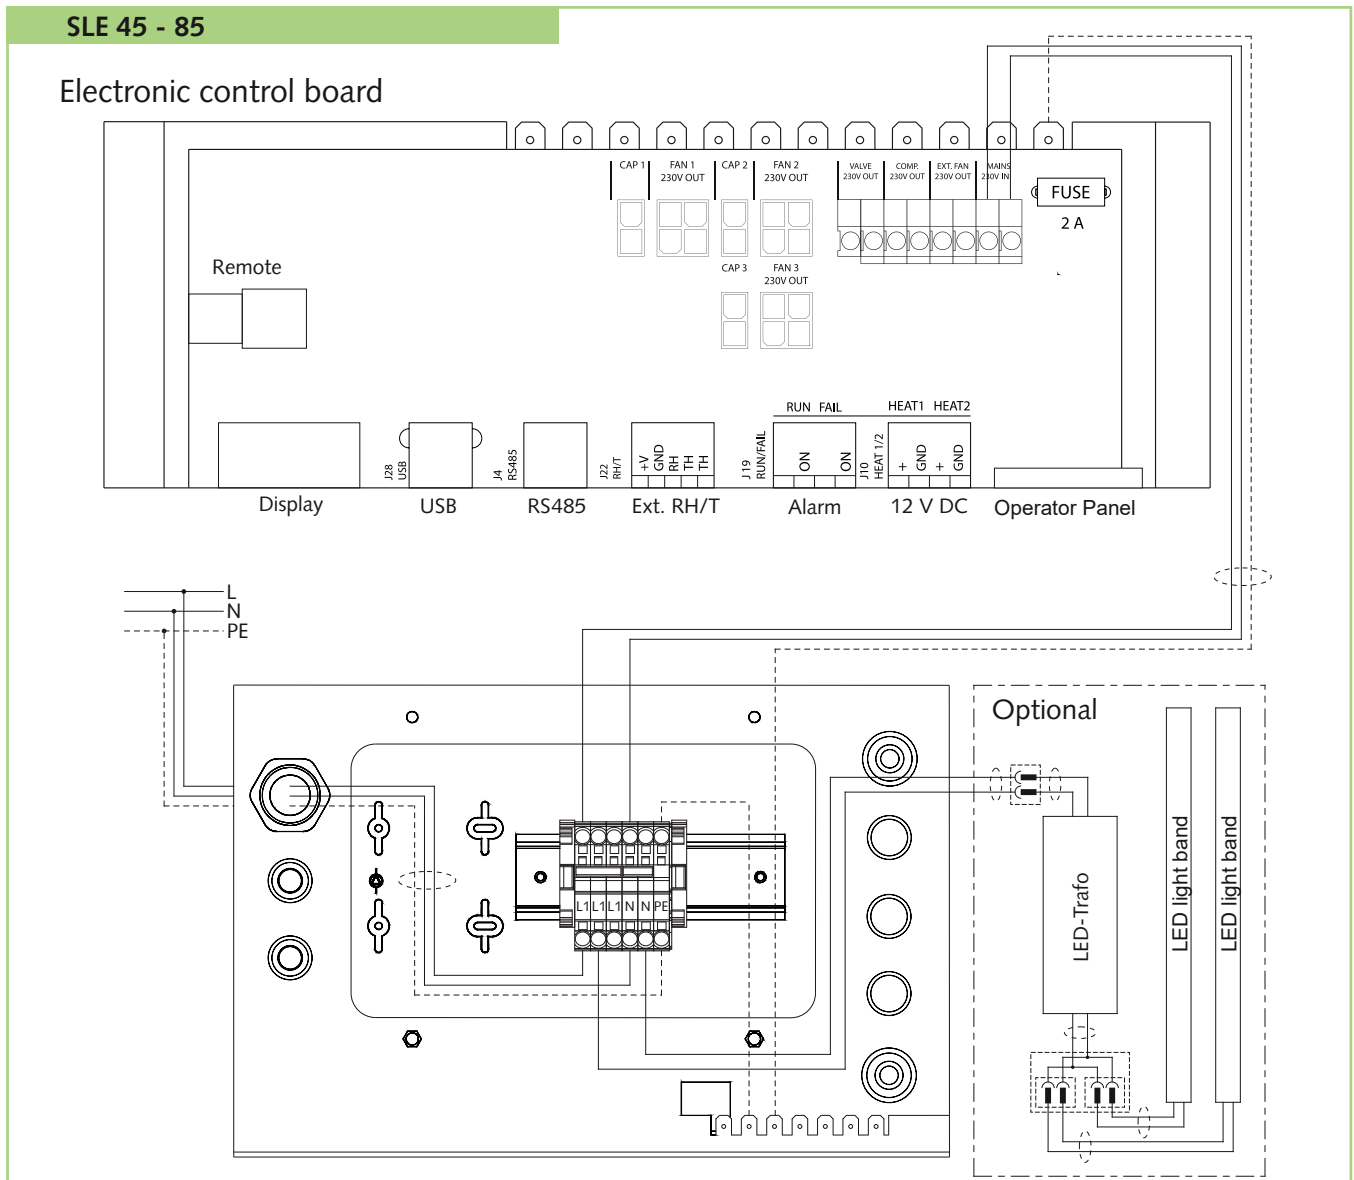 SLE 45 - 85
Electronic control board
CAP 1
FAN 1
230V OUT
CAP 2
FAN 2
230V OUT
VALVE
230V OUT
COMP.
230V OUT
EXT. FAN
230V OUT
MAINS
230V IN
FUSE
2 A
Remote
CAP 3
FAN 3
230V OUT
RUN FAIL
HEAT1 HEAT2
J28
USB
J4
RS485
J22
RH/T
+V
GND
RH
TH
TH
J19
RUN/FAIL
ON
ON
J10
HEAT 1/2
+
GND
+
GND
Display
USB
RS485
Ext. RH/T
Alarm
12 V DC
Operator Panel
L
N
PE
Optional
L1 L1 L1 N N PE
LED-Trafo
LED light band
LED light band